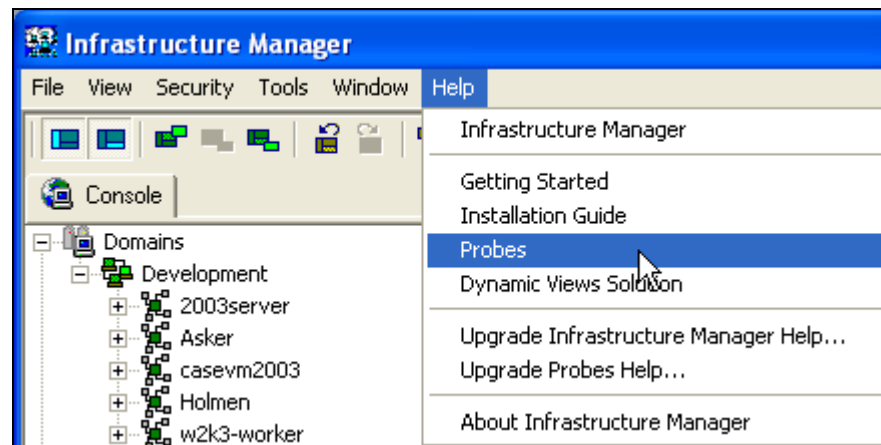 Infrastructure Manager
File View Security Tools Window Help
Infrastructure Manager
Getting Started
Installation Guide
Probes
Dynamic Views Solution
Upgrade Infrastructure Manager Help...
Upgrade Probes Help...
About Infrastructure Manager
Console
Domains
Development
2003server
Asker
casevm2003
Holmen
w2k3-worker